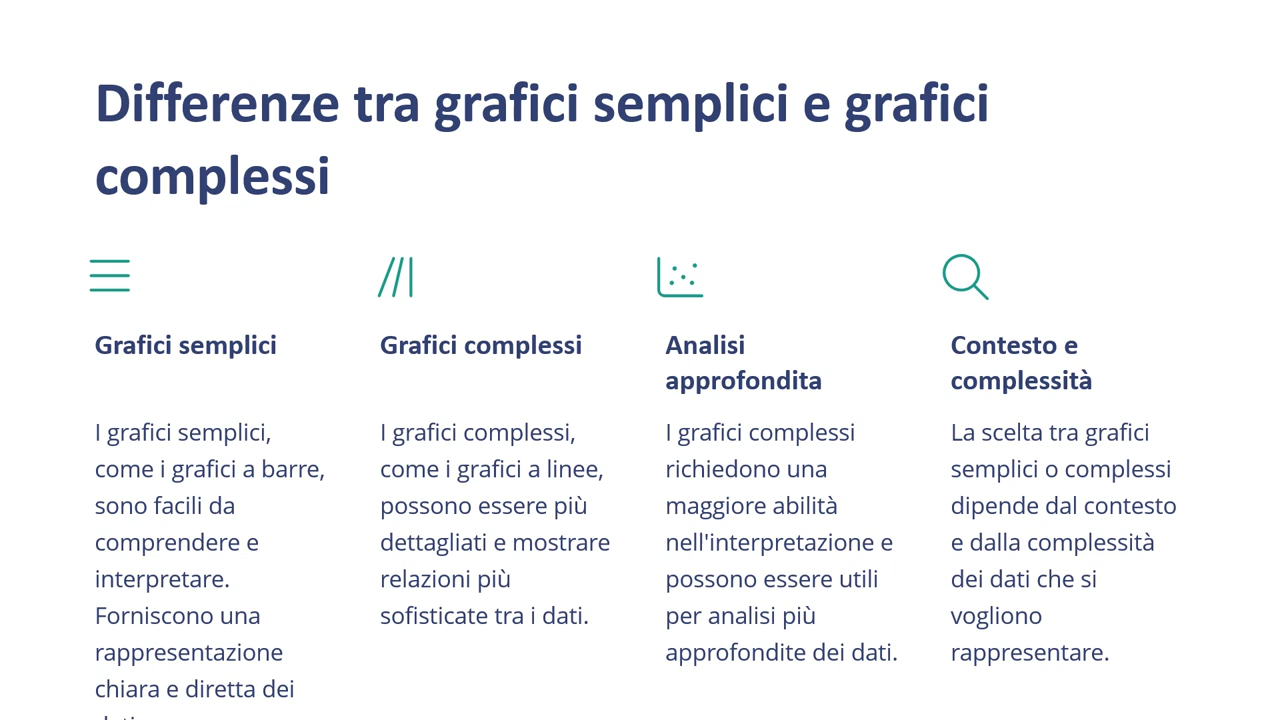 Differenze tra grafici semplici e grafici
complessi
Grafici semplici
I grafici semplici,
come i grafici a barre,
sono facili da
comprendere e
interpretare.
Forniscono una
rappresentazione
chiara e diretta dei
Grafici complessi
I grafici complessi,
come i grafici a linee,
possono essere più
dettagliati e mostrare
relazioni più
sofisticate tra i dati.
Analisi
approfondita
I grafici complessi
richiedono una
maggiore abilità
nell'interpretazione e
possono essere utili
per analisi più
approfondite dei dati.
Contesto e
complessità
La scelta tra grafici
semplici o complessi
dipende dal contesto
e dalla complessità
dei dati che si
vogliono
rappresentare.